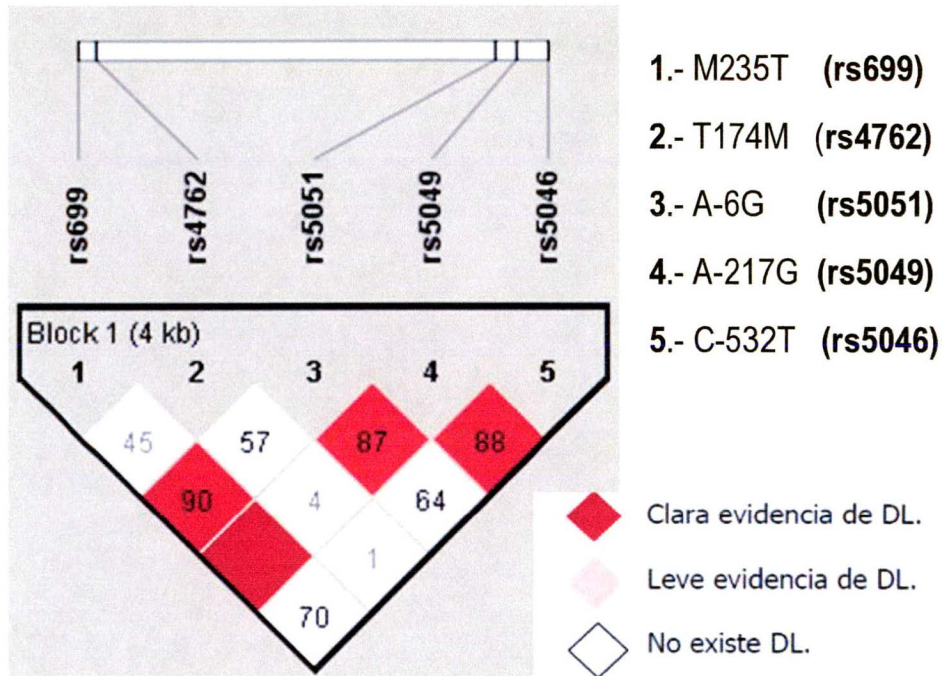 rs699
rs4762
rs5051
rs5049
rs5046
Block 1 (4 kb)
1 2 3 4 5
45 57 87 88
90 4 64
1
70
1.- M235T (rs699)
2.- T174M (rs4762)
3.- A-6G (rs5051)
4.- A-217G (rs5049)
5.- C-532T (rs5046)
Clara evidencia de DL.
Leve evidencia de DL.
No existe DL.